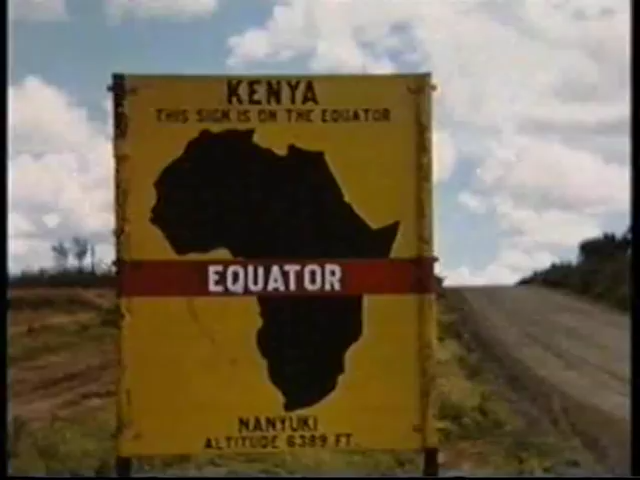 KENYA
THIS SIGN IS ON THE EQUATOR
EQUATOR
NANYUKI
ALTITUDE 6389 FT.